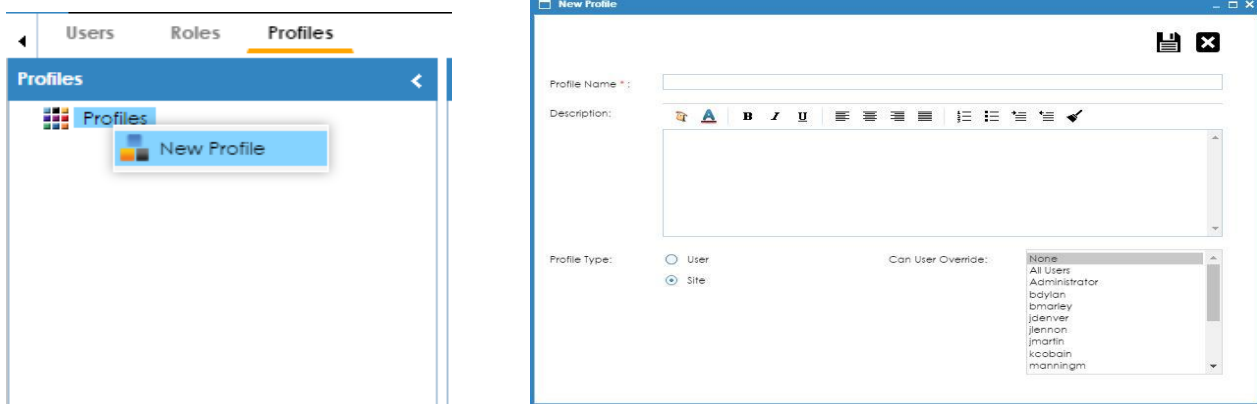 Users Roles Profiles
Profiles
Profiles
New Profile
New Profile
Profile Name * :
Description:
A B I U
Profile Type:
User
Site
Can User Override:
None
All Users
Administrator
bdylan
bmarley
jdenver
jlennon
jmartin
kcobain
manningm